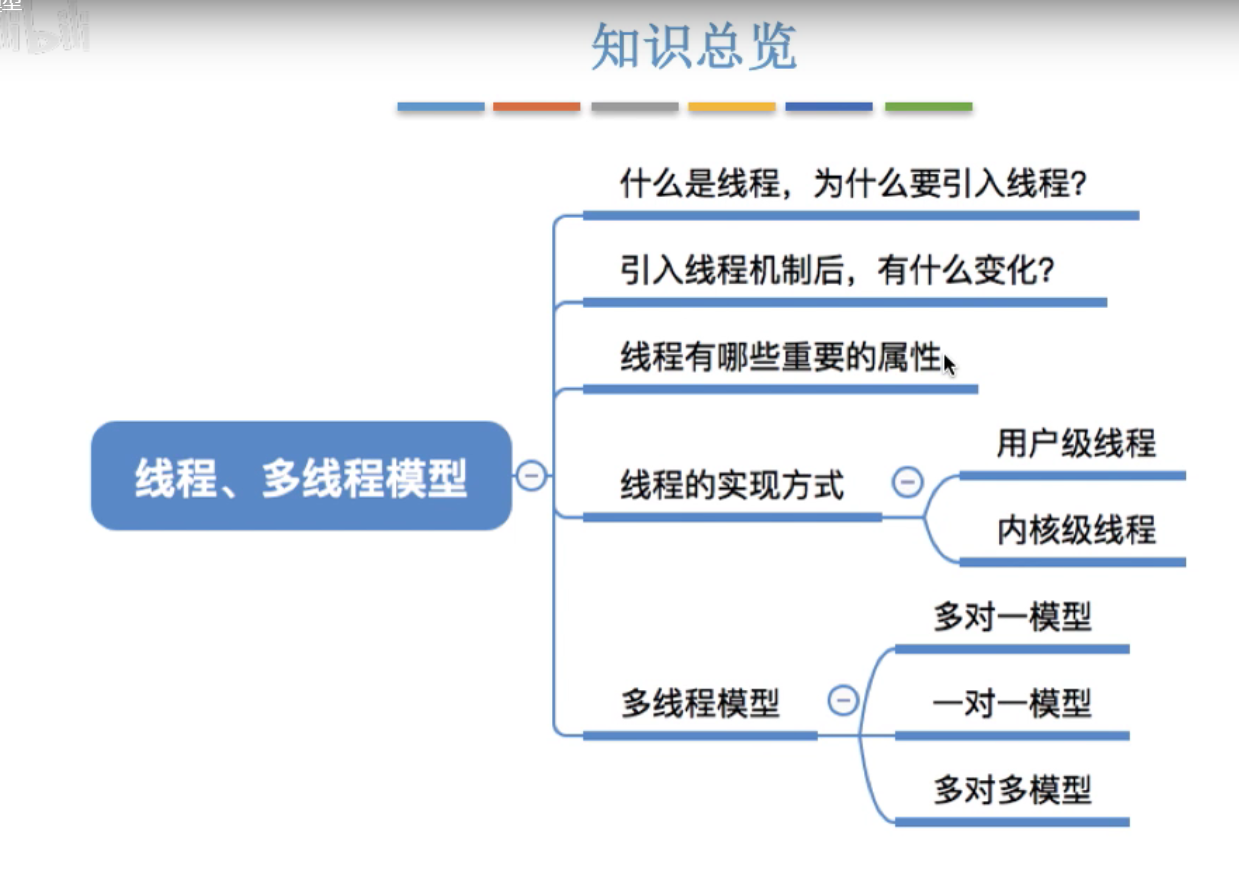 型
知识总览
什么是线程，为什么要引入线程？
引入线程机制后，有什么变化？
线程有哪些重要的属性
线程、多线程模型
线程的实现方式
用户级线程
内核级线程
多线程模型
多对一模型
一对一模型
多对多模型